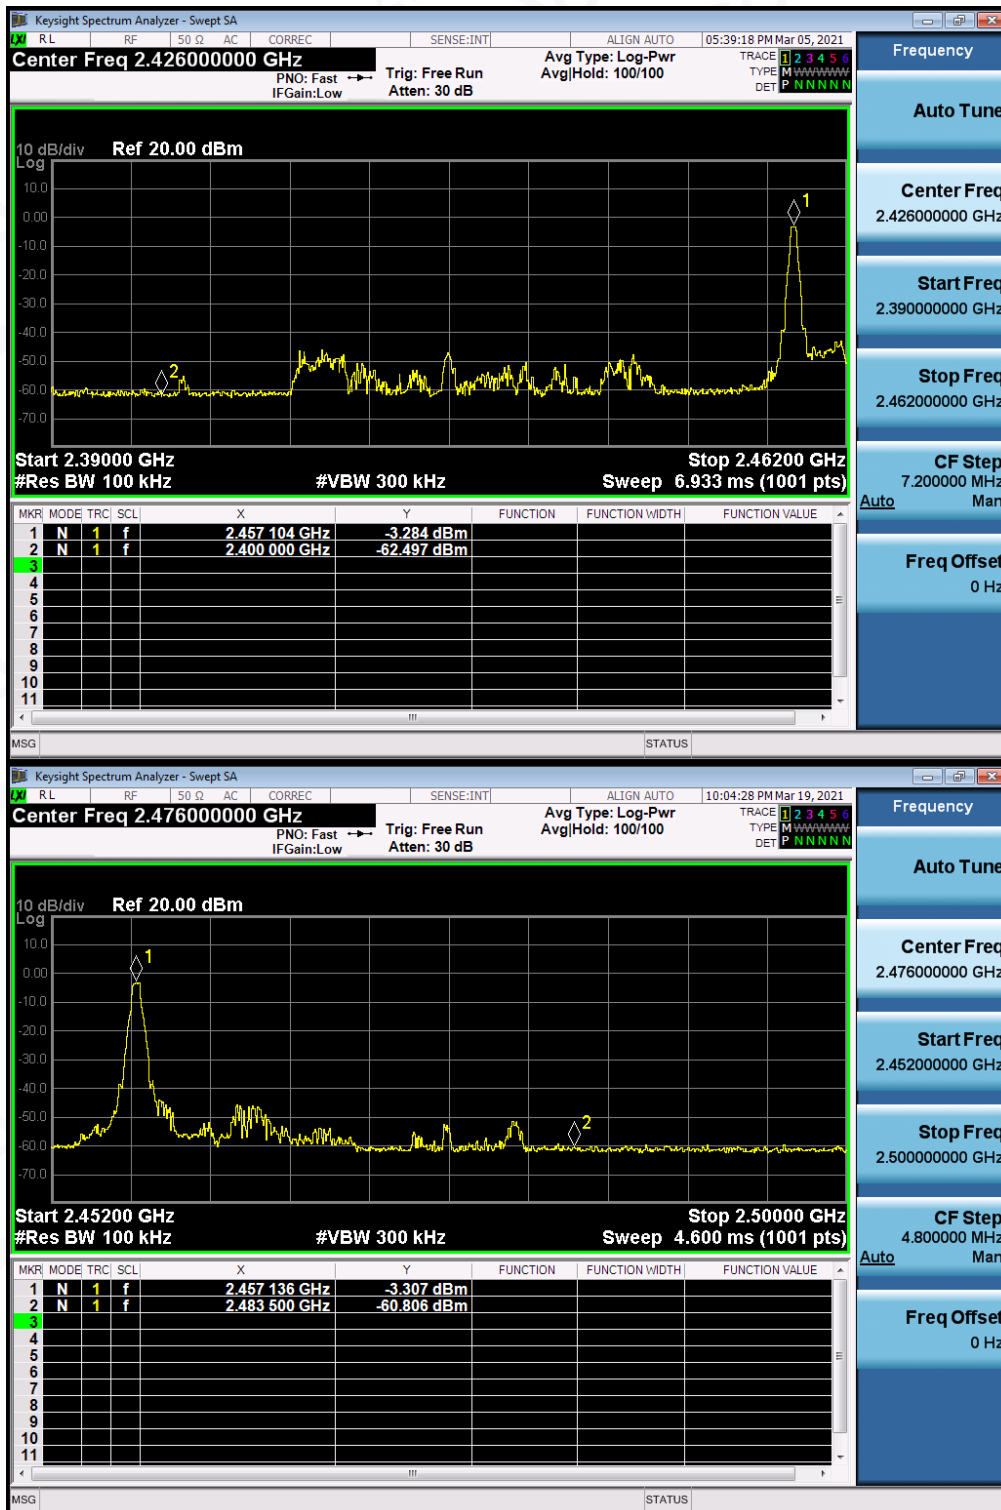 Keysight Spectrum Analyzer - Swept SA
LXI RL RF 50 Ω AC CORREC SENSE:INT ALIGN AUTO 05:39:18 PM Mar 05, 2021
Center Freq 2.426000000 GHz
PNO: Fast
IFGain:Low
Trig: Free Run
Atten: 30 dB
Avg Type: Log-Pwr
Avg|Hold: 100/100
TRACE 1 2 3 4 5 6
TYPE M WWWWW
DET P N N N N N
10 dB/div Ref 20.00 dBm
Log
10.0
0.00
-10.0
-20.0
-30.0
-40.0
-50.0
-60.0
-70.0
1
2
Start 2.39000 GHz Stop 2.46200 GHz
#Res BW 100 kHz #VBW 300 kHz Sweep 6.933 ms (1001 pts)
MKR MODE TRC SCL X Y FUNCTION FUNCTION WIDTH FUNCTION VALUE
1 N 1 f 2.457 104 GHz -3.284 dBm
2 N 1 f 2.400 000 GHz -62.497 dBm
3
4
5
6
7
8
9
10
11
MSG STATUS
Frequency
Auto Tune
Center Freq
2.426000000 GHz
Start Freq
2.390000000 GHz
Stop Freq
2.462000000 GHz
CF Step
7.200000 MHz
Auto Man
Freq Offset
0 Hz
Keysight Spectrum Analyzer - Swept SA
LXI RL RF 50 Ω AC CORREC SENSE:INT ALIGN AUTO 10:04:28 PM Mar 19, 2021
Center Freq 2.476000000 GHz
PNO: Fast
IFGain:Low
Trig: Free Run
Atten: 30 dB
Avg Type: Log-Pwr
Avg|Hold: 100/100
TRACE 1 2 3 4 5 6
TYPE M WWWWW
DET P N N N N N
10 dB/div Ref 20.00 dBm
Log
10.0
0.00
-10.0
-20.0
-30.0
-40.0
-50.0
-60.0
-70.0
1
2
Start 2.45200 GHz Stop 2.50000 GHz
#Res BW 100 kHz #VBW 300 kHz Sweep 4.600 ms (1001 pts)
MKR MODE TRC SCL X Y FUNCTION FUNCTION WIDTH FUNCTION VALUE
1 N 1 f 2.457 136 GHz -3.307 dBm
2 N 1 f 2.483 500 GHz -60.806 dBm
3
4
5
6
7
8
9
10
11
MSG STATUS
Frequency
Auto Tune
Center Freq
2.476000000 GHz
Start Freq
2.452000000 GHz
Stop Freq
2.500000000 GHz
CF Step
4.800000 MHz
Auto Man
Freq Offset
0 Hz